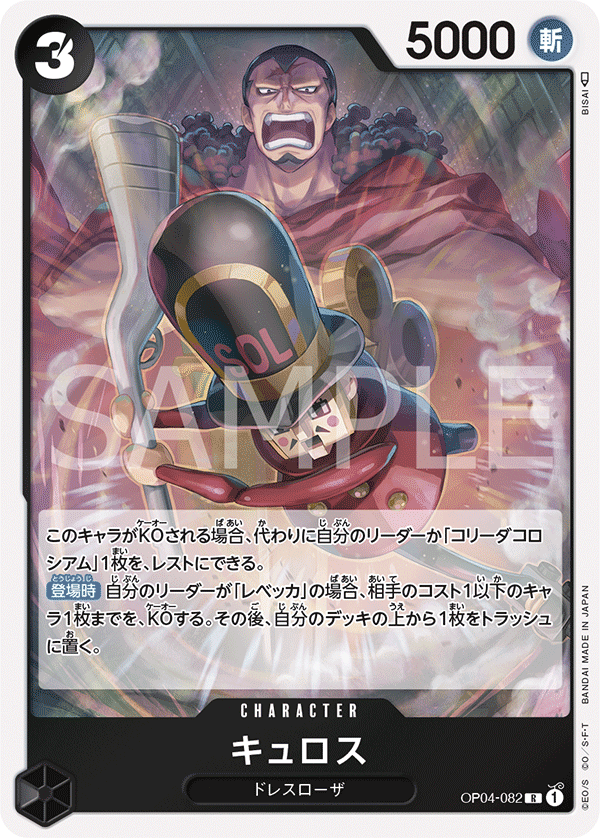 3
5000
斬
BISAI
SOL
SAMPLE
このキャラがKOされる場合、代わりに自分のリーダーか「コリーダコロ
シアム」1枚を、レストにできる。
登場時 自分のリーダーが「レベッカ」の場合、相手のコスト1以下のキャ
ラ1枚までを、KOする。その後、自分のデッキの上から1枚をトラッシュ
に置く。
CHARACTER
キュロス
ドレスローザ
OP04-082 R 1
©E.O/S. ©O/S・F・T BANDAI MADE IN JAPAN